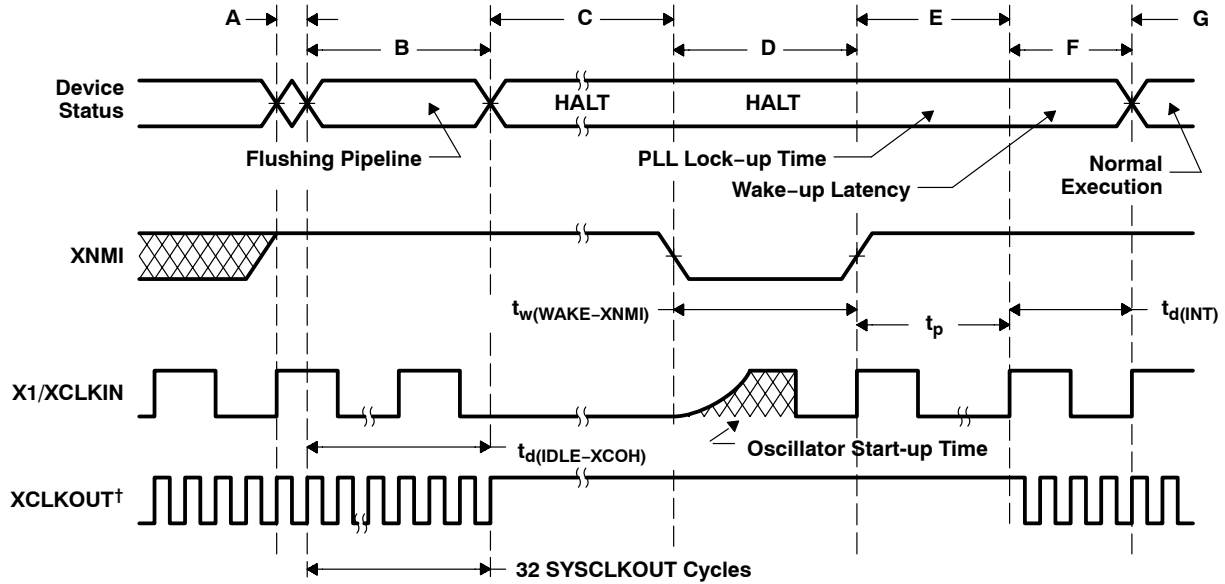 A
C
E
G
B
D
F
Device
Status
HALT
HALT
Flushing Pipeline
PLL Lock−up Time
Wake−up Latency
Normal
Execution
XNMI
tw(WAKE−XNMI)
tp
td(INT)
X1/XCLKIN
Oscillator Start-up Time
td(IDLE−XCOH)
XCLKOUT†
32 SYSCLKOUT Cycles